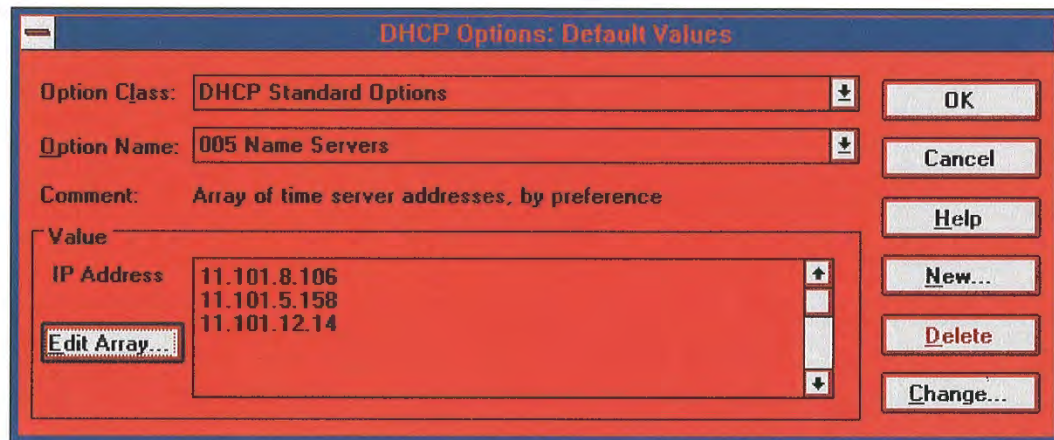 DHCP Options: Default Values
Option Class: DHCP Standard Options
OK
Option Name: 005 Name Servers
Cancel
Comment: Array of time server addresses, by preference
Help
Value
IP Address 11.101.8.106
11.101.5.158
11.101.12.14
New...
Edit Array...
Delete
Change...